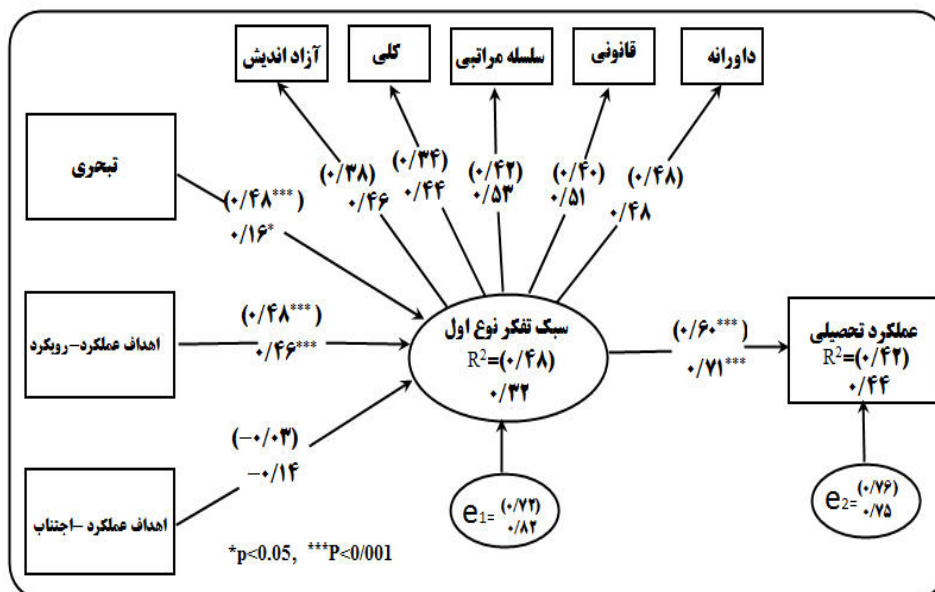 داورانه
قانونی
سلسله مراتبی
کلی
آزاد اندیش
(۰/۴۸)
۰/۴۸
(۰/۴۰)
۰/۵۱
(۰/۴۲)
۰/۵۳
(۰/۳۴)
۰/۴۴
(۰/۳۸)
۰/۴۶
تبحری
(۰/۴۸***)
۰/۱۶*
اهداف عملکرد-رویکرد
(۰/۴۸***)
۰/۴۶***
اهداف عملکرد-اجتناب
(-۰/۰۳)
-۰/۱۴
سبک تفکر نوع اول
R²=(۰/۴۸)
۰/۳۲
(۰/۶۰***)
۰/۷۱***
عملکرد تحصیلی
R²=(۰/۴۲)
۰/۴۴
e₁= (۰/۷۲)
۰/۸۲
e₂= (۰/۷۶)
۰/۷۵
*p<0.05, ***P<0/001